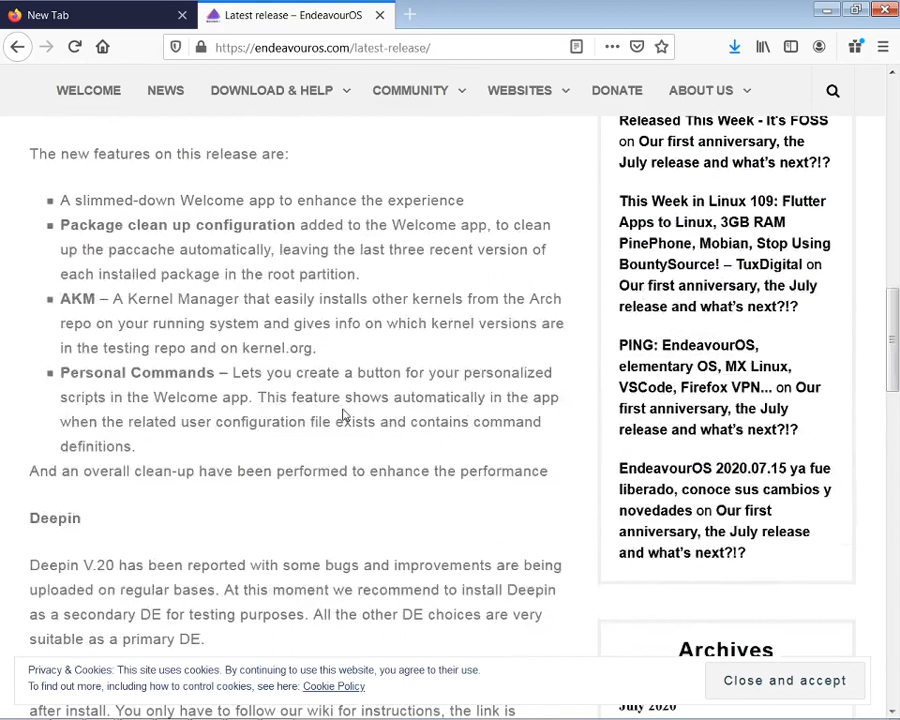 New Tab
Latest release – EndeavourOS
https://endeavouros.com/latest-release/
WELCOME
NEWS
DOWNLOAD & HELP
COMMUNITY
WEBSITES
DONATE
ABOUT US
The new features on this release are:
A slimmed-down Welcome app to enhance the experience
Package clean up configuration added to the Welcome app, to clean
up the paccache automatically, leaving the last three recent version of
each installed package in the root partition.
AKM – A Kernel Manager that easily installs other kernels from the Arch
repo on your running system and gives info on which kernel versions are
in the testing repo and on kernel.org.
Personal Commands – Lets you create a button for your personalized
scripts in the Welcome app. This feature shows automatically in the app
when the related user configuration file exists and contains command
definitions.
And an overall clean-up have been performed to enhance the performance
Deepin
Deepin V.20 has been reported with some bugs and improvements are being
uploaded on regular bases. At this moment we recommend to install Deepin
as a secondary DE for testing purposes. All the other DE choices are very
suitable as a primary DE.
after install. You only have to follow our wiki for instructions, the link is
Released This Week - It's FOSS
on Our first anniversary, the
July release and what's next?!?
This Week in Linux 109: Flutter
Apps to Linux, 3GB RAM
PinePhone, Mobian, Stop Using
BountySource! – TuxDigital on
Our first anniversary, the July
release and what's next?!?
PING: EndeavourOS,
elementary OS, MX Linux,
VSCode, Firefox VPN... on Our
first anniversary, the July
release and what's next?!?
EndeavourOS 2020.07.15 ya fue
liberado, conoce sus cambios y
novedades on Our first
anniversary, the July release
and what's next?!?
Archives
July 2020
Privacy & Cookies: This site uses cookies. By continuing to use this website, you agree to their use.
To find out more, including how to control cookies, see here: Cookie Policy
Close and accept